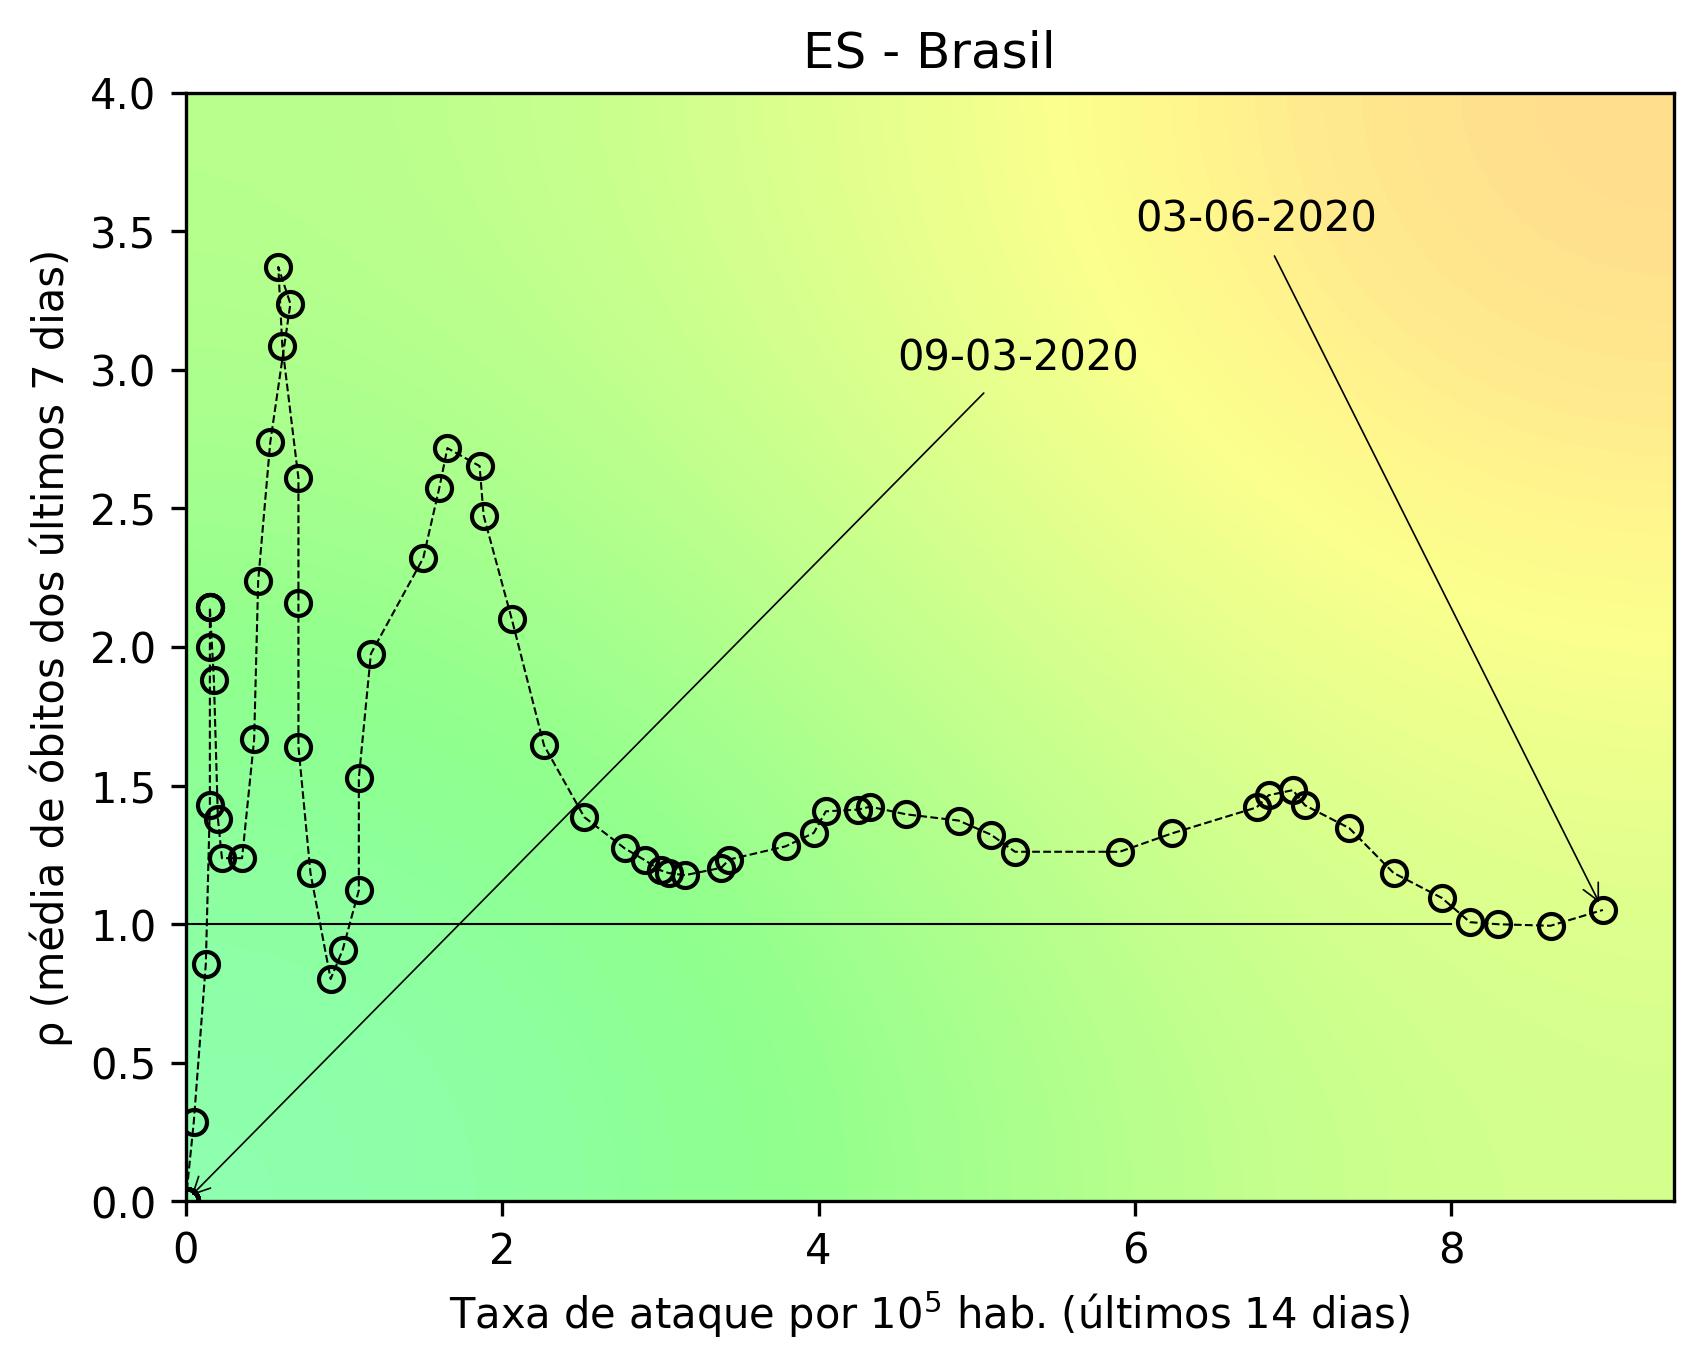 ES - Brasil
4.0
3.5
3.0
2.5
2.0
1.5
1.0
0.5
0.0
ρ (média de óbitos dos últimos 7 dias)
03-06-2020
09-03-2020
0 2 4 6 8
Taxa de ataque por 10⁵ hab. (últimos 14 dias)